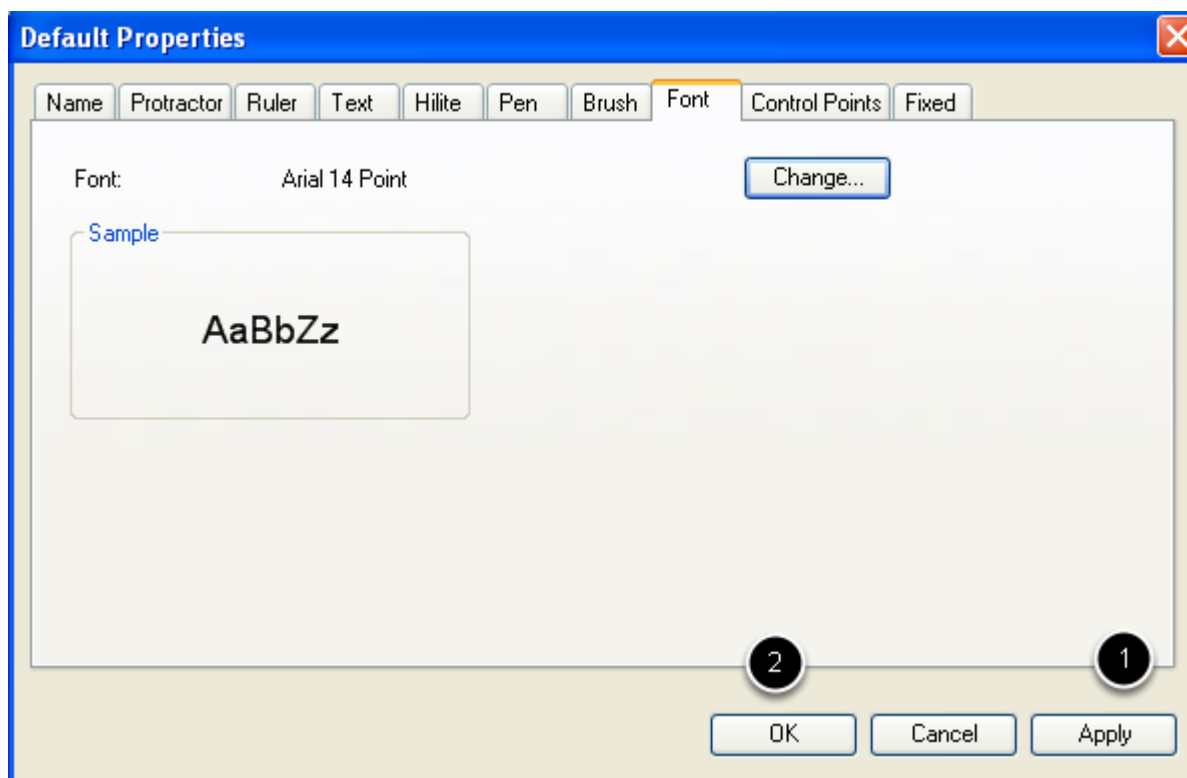 Default Properties
Name Protractor Ruler Text Hilite Pen Brush Font Control Points Fixed
Font: Arial 14 Point Change...
Sample
AaBbZz
2 1
OK Cancel Apply